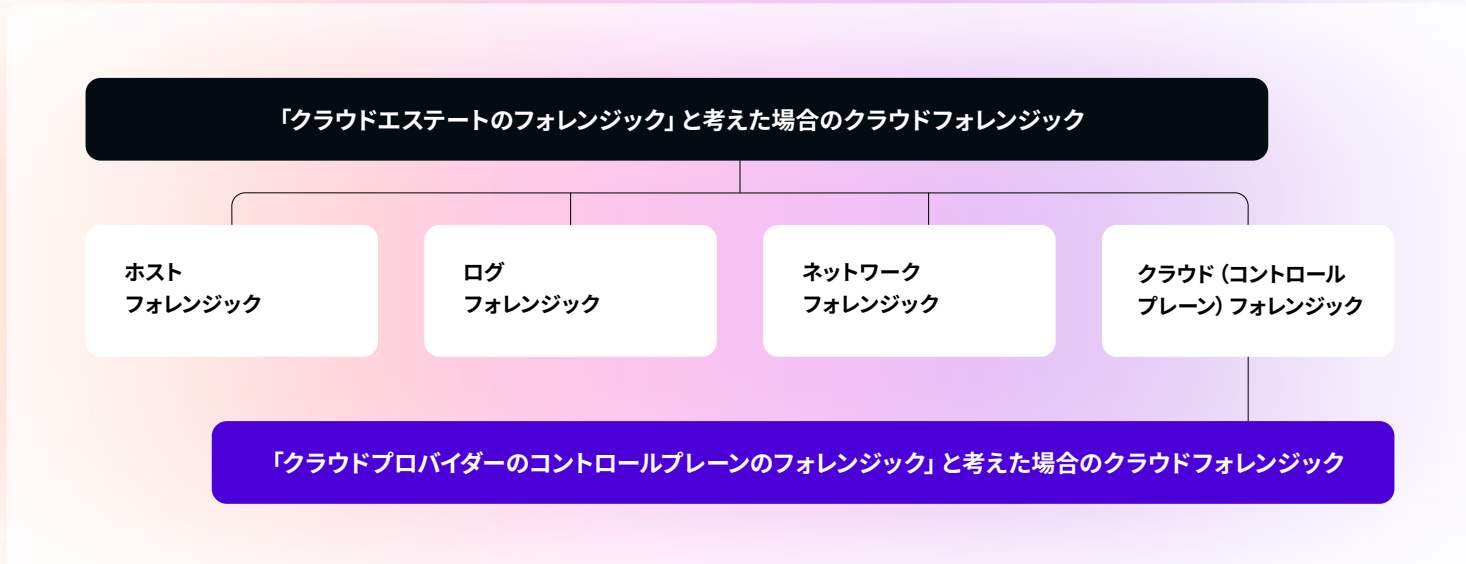 「クラウドエステートのフォレンジック」と考えた場合のクラウドフォレンジック
ホスト
フォレンジック
ログ
フォレンジック
ネットワーク
フォレンジック
クラウド（コントロール
プレーン）フォレンジック
「クラウドプロバイダーのコントロールプレーンのフォレンジック」と考えた場合のクラウドフォレンジック